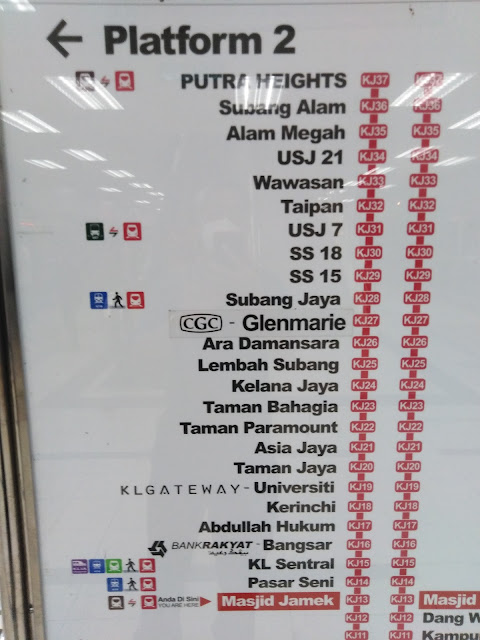 ← Platform 2
PUTRA HEIGHTS KJ37 KJ37
Subang Alam KJ36 KJ36
Alam Megah KJ35 KJ35
USJ 21 KJ34 KJ34
Wawasan KJ33 KJ33
Taipan KJ32 KJ32
USJ 7 KJ31 KJ31
SS 18 KJ30 KJ30
SS 15 KJ29 KJ29
Subang Jaya KJ28 KJ28
CGC - Glenmarie KJ27 KJ27
Ara Damansara KJ26 KJ26
Lembah Subang KJ25 KJ25
Kelana Jaya KJ24 KJ24
Taman Bahagia KJ23 KJ23
Taman Paramount KJ22 KJ22
Asia Jaya KJ21 KJ21
Taman Jaya KJ20 KJ20
KLGATEWAY - Universiti KJ19 KJ19
Kerinchi KJ18 KJ18
Abdullah Hukum KJ17 KJ17
BANKRAKYAT - Bangsar KJ16 KJ16
KL Sentral KJ15 KJ15
Pasar Seni KJ14 KJ14
Anda Di Sini
YOU ARE HERE
Masjid Jamek KJ13 KJ13 Masjid
KJ12 KJ12 Dang W
KJ11 KJ11 Kampu